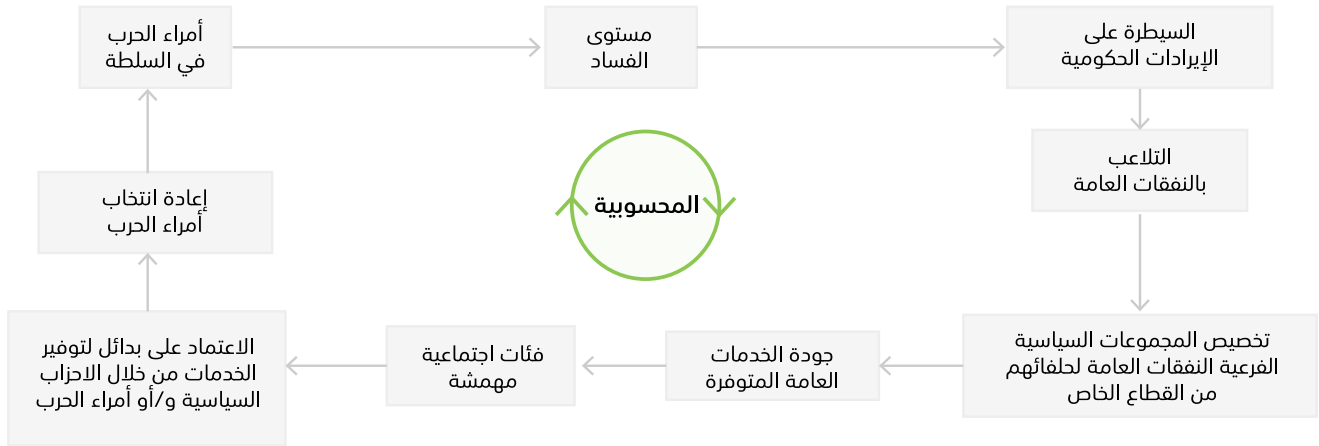 أمراء الحرب
في السلطة
مستوى
الفساد
السيطرة على
الإيرادات الحكومية
التلاعب
بالنفقات العامة
تخصيص المجموعات السياسية
الفرعية النفقات العامة لحلفائهم
من القطاع الخاص
جودة الخدمات
العامة المتوفرة
فئات اجتماعية
مهمشة
الاعتماد على بدائل لتوفير
الخدمات من خلال الاحزاب
السياسية و/أو أمراء الحرب
إعادة انتخاب
أمراء الحرب
المحسوبية